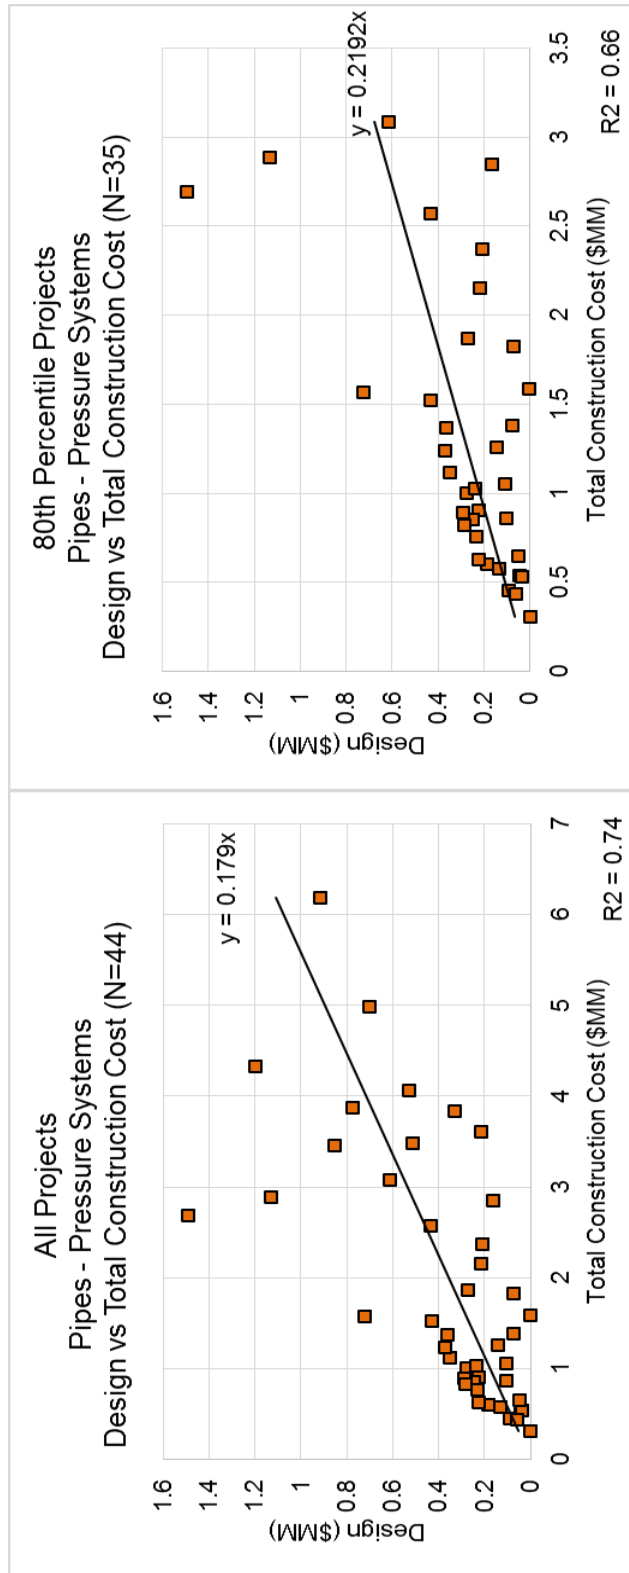 All Projects
Pipes - Pressure Systems
Design vs Total Construction Cost (N=44)
y = 0.179x
1.6
1.4
1.2
1
0.8
0.6
0.4
0.2
0
Design ($MM)
0 1 2 3 4 5 6 7
Total Construction Cost ($MM)
R2 = 0.74
80th Percentile Projects
Pipes - Pressure Systems
Design vs Total Construction Cost (N=35)
y = 0.2192x
1.6
1.4
1.2
1
0.8
0.6
0.4
0.2
0
Design ($MM)
0 0.5 1 1.5 2 2.5 3 3.5
Total Construction Cost ($MM)
R2 = 0.66